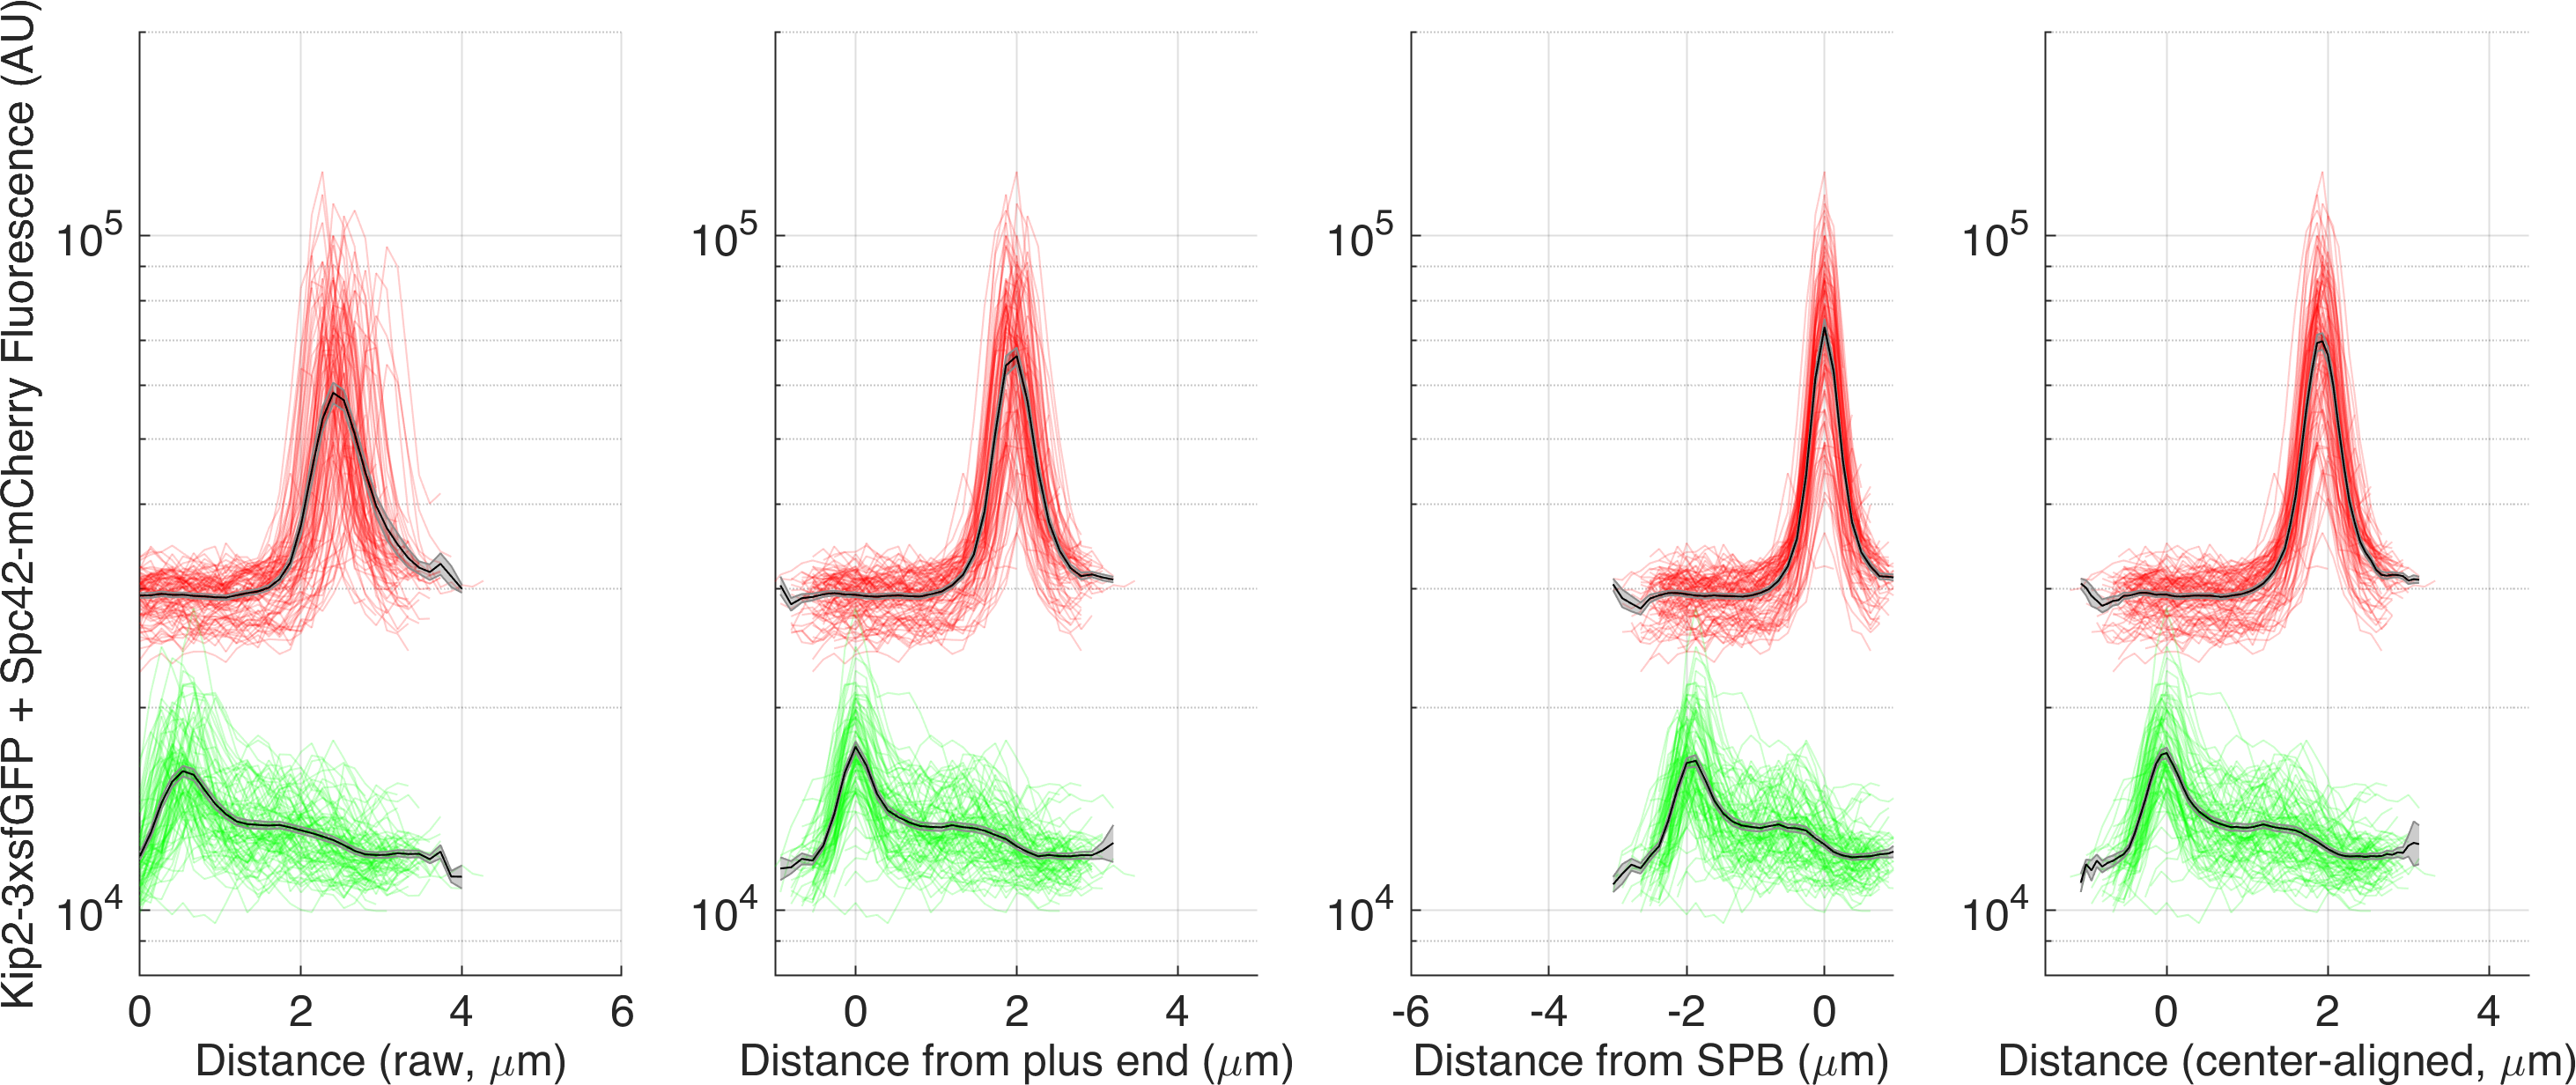 Kip2-3xsfGFP + Spc42-mCherry Fluorescence (AU)
10^5
10^4
0 2 4 6
Distance (raw, μm)
10^5
10^4
0 2 4
Distance from plus end (μm)
10^5
10^4
-6 -4 -2 0
Distance from SPB (μm)
10^5
10^4
0 2 4
Distance (center-aligned, μm)